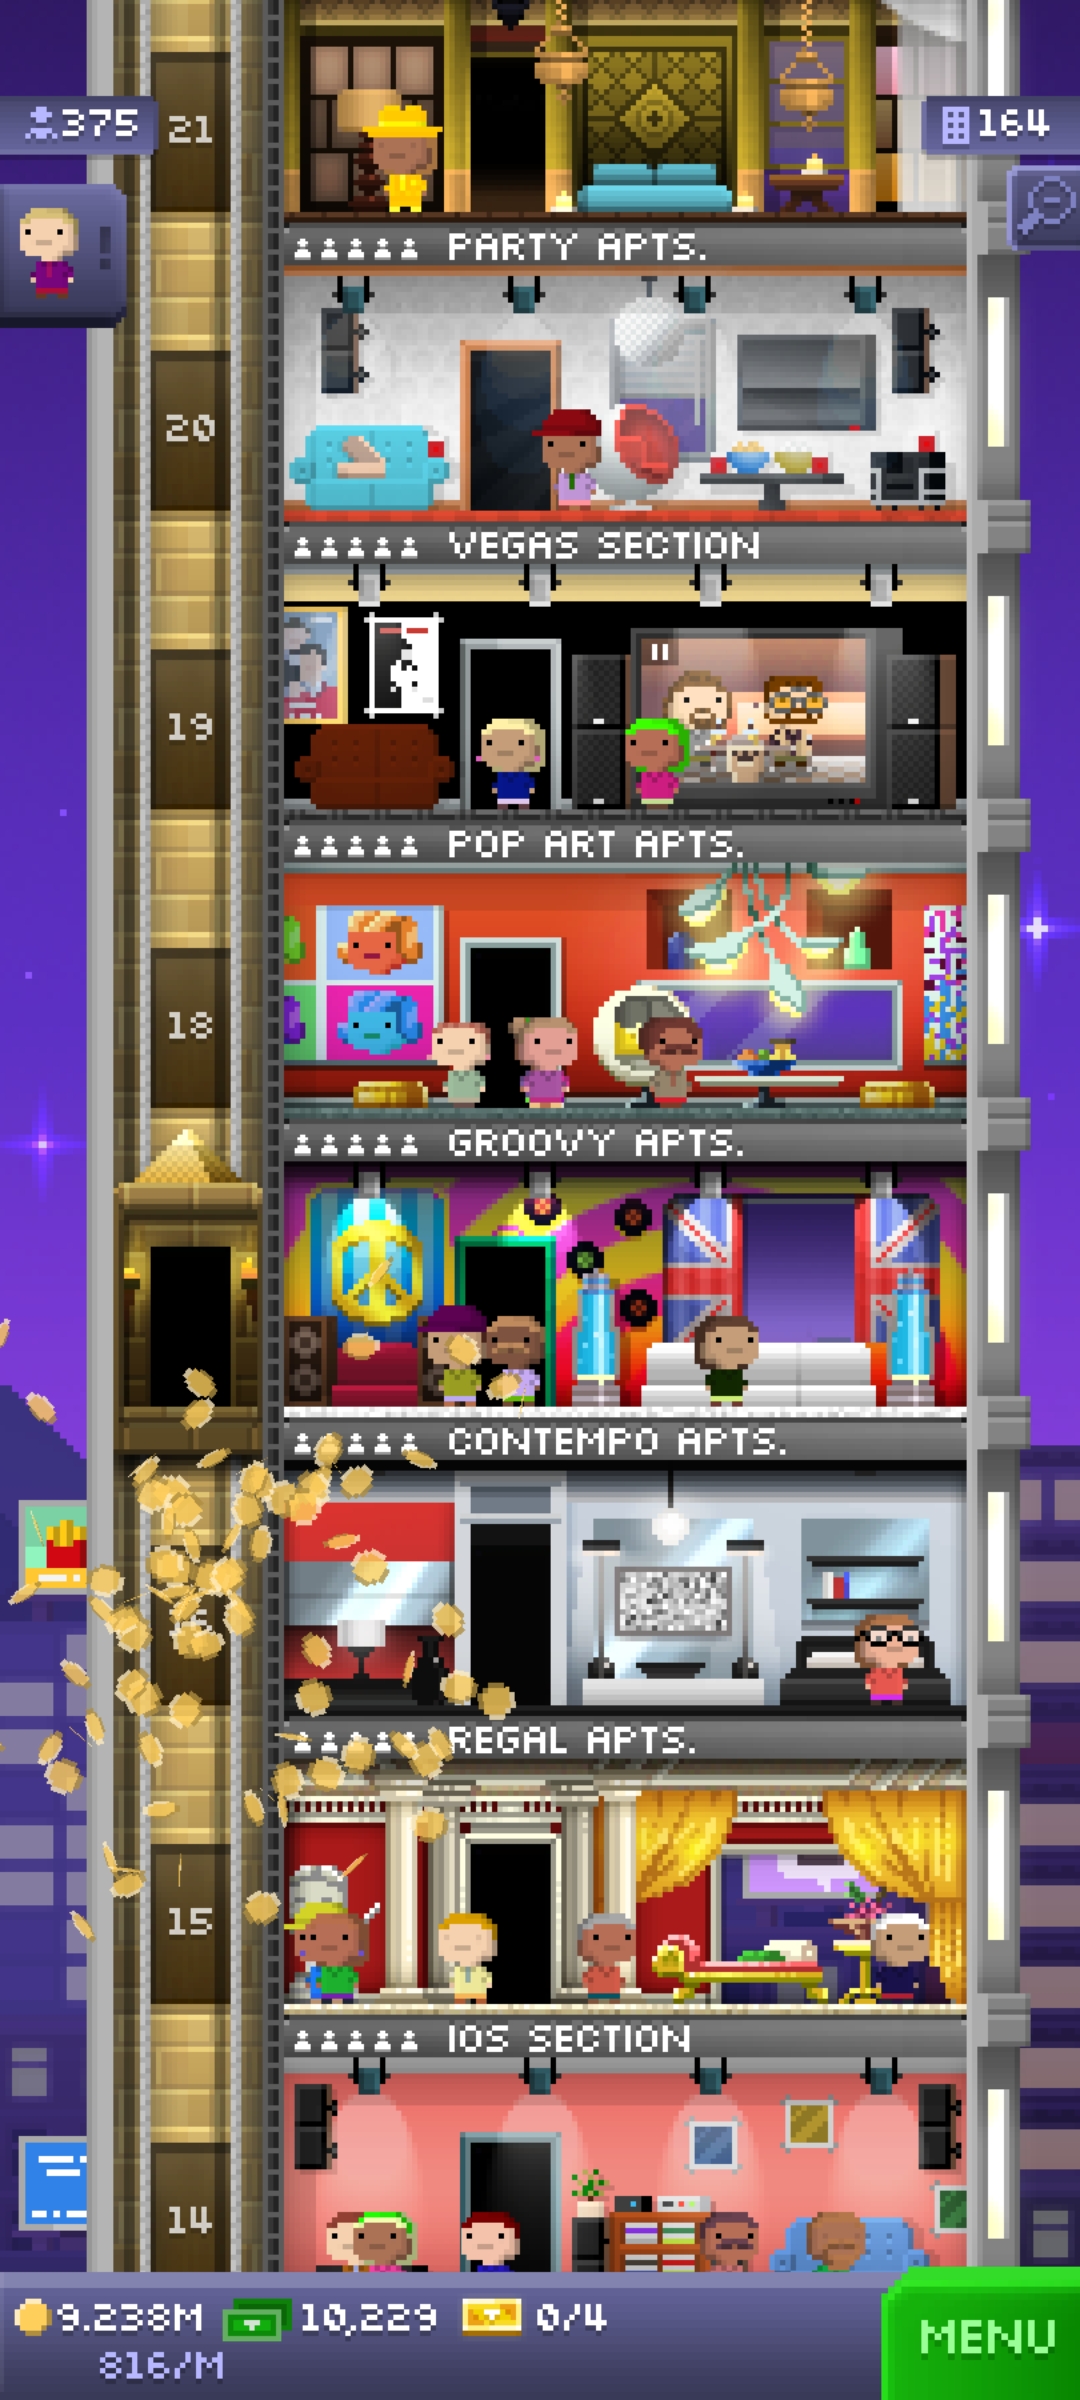 375
21
164
PARTY APTS.
20
VEGAS SECTION
19
POP ART APTS.
18
GROOVY APTS.
CONTEMPO APTS.
REGAL APTS.
15
IOS SECTION
14
9.238M 10,229 0/4
816/M
MENU